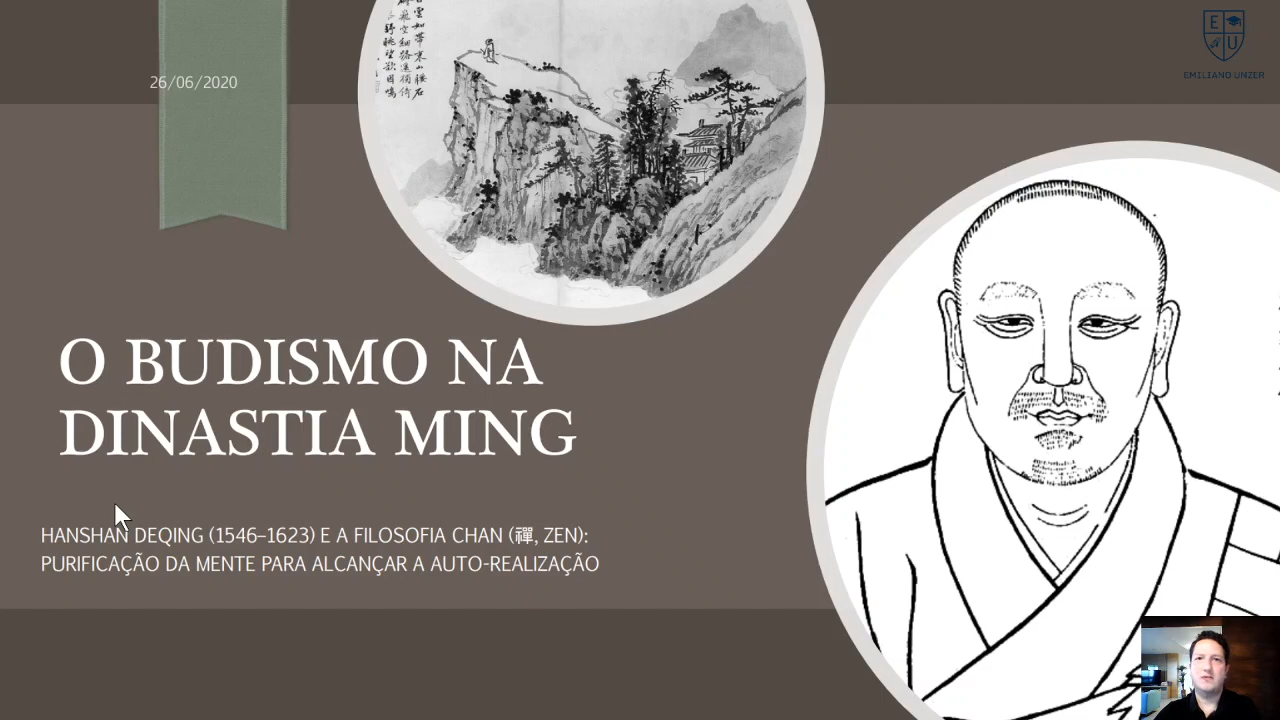 26/06/2020
E
U
EMILIANO UNZER
O BUDISMO NA
DINASTIA MING
HANSHAN DEQING (1546–1623) E A FILOSOFIA CHAN (禪, ZEN):
PURIFICAÇÃO DA MENTE PARA ALCANÇAR A AUTO-REALIZAÇÃO